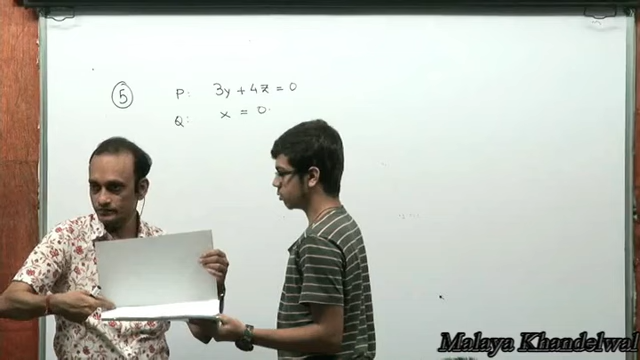 ⑤ P: 3y + 4z = 0
Q: x = 0.
Malaya Khandelwal